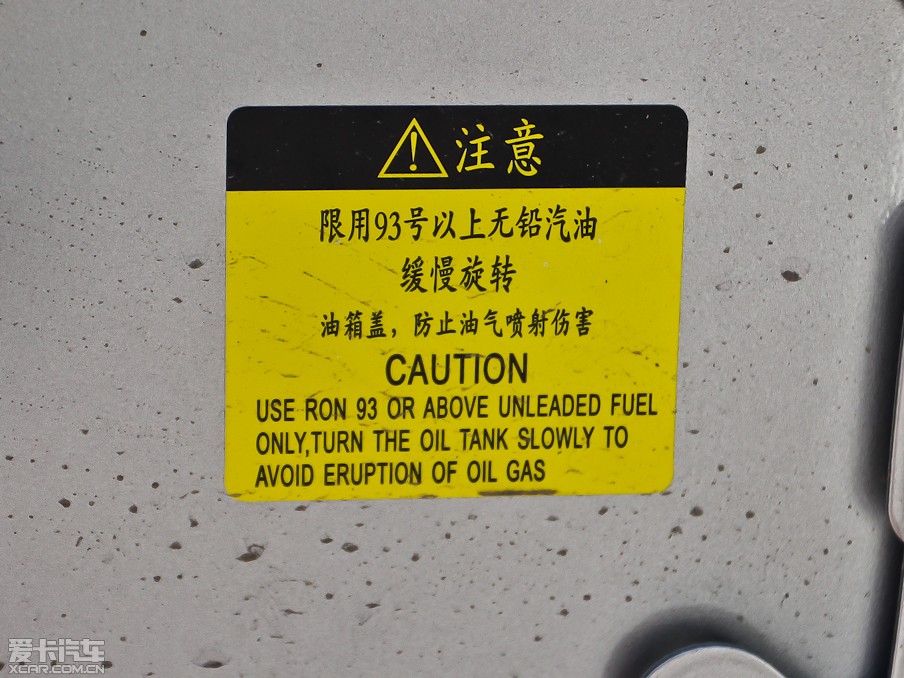 注意
限用93号以上无铅汽油
缓慢旋转
油箱盖，防止油气喷射伤害
CAUTION
USE RON 93 OR ABOVE UNLEADED FUEL
ONLY,TURN THE OIL TANK SLOWLY TO
AVOID ERUPTION OF OIL GAS
爱卡汽车
XCAR.COM.CN